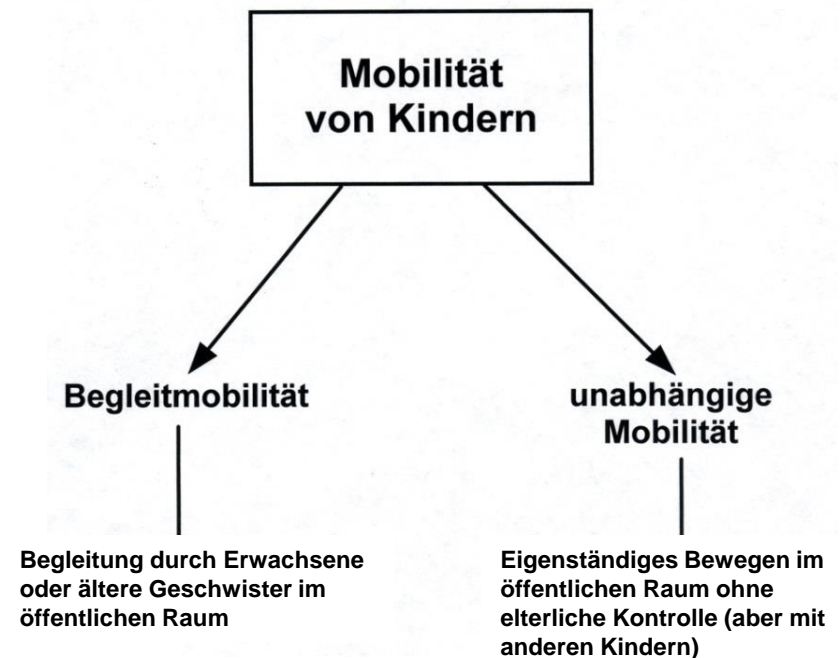 Mobilität
von Kindern
Begleitmobilität
unabhängige
Mobilität
Begleitung durch Erwachsene
oder ältere Geschwister im
öffentlichen Raum
Eigenständiges Bewegen im
öffentlichen Raum ohne
elterliche Kontrolle (aber mit
anderen Kindern)